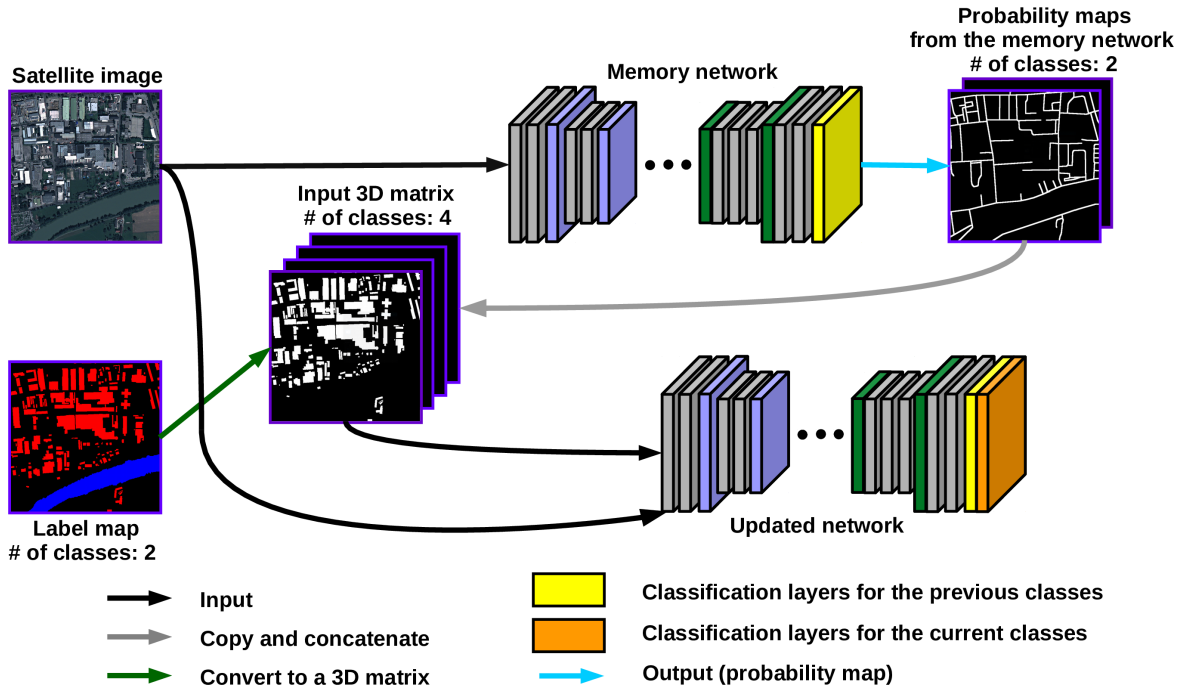 Probability maps
from the memory network
# of classes: 2
Satellite image
Memory network
Input 3D matrix
# of classes: 4
Label map
# of classes: 2
Updated network
Input
Copy and concatenate
Convert to a 3D matrix
Classification layers for the previous classes
Classification layers for the current classes
Output (probability map)